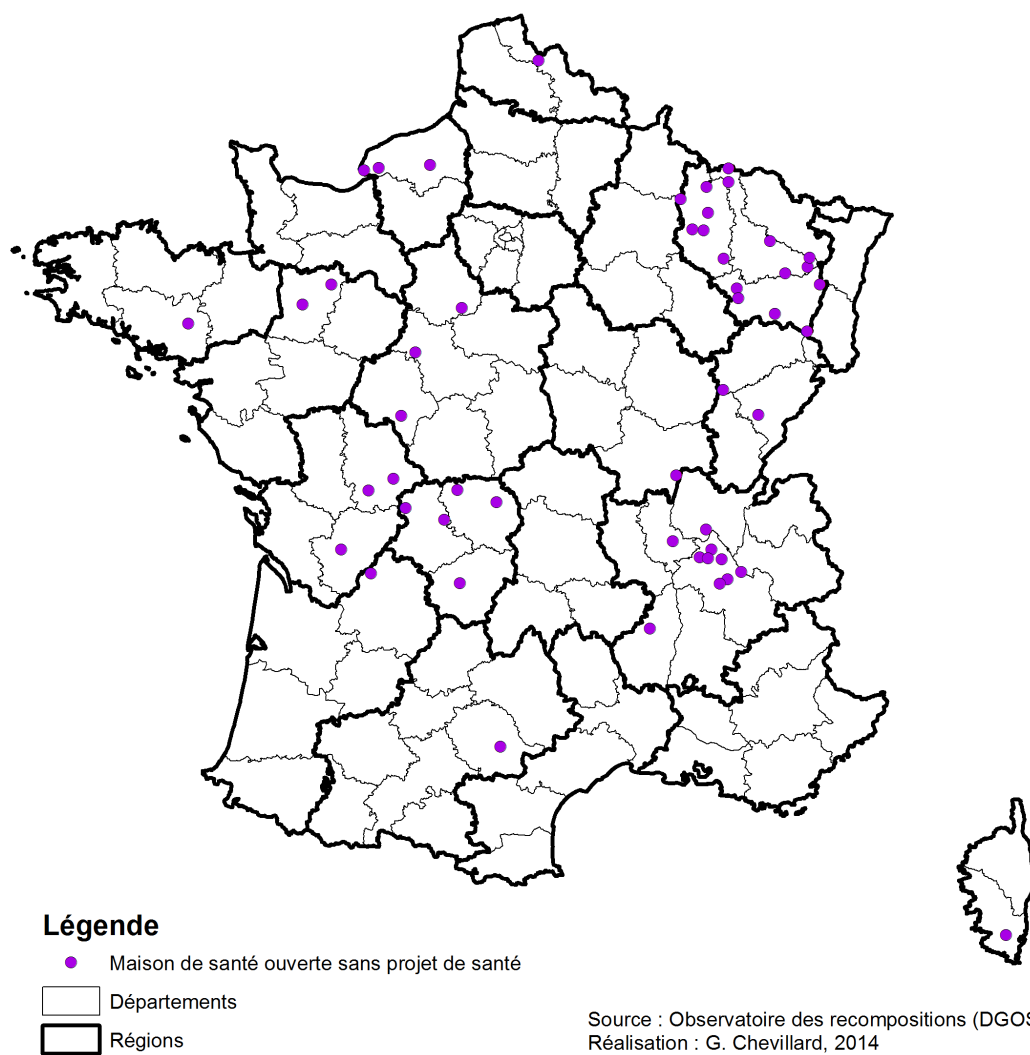 Légende
Maison de santé ouverte sans projet de santé
Départements
Régions
Source : Observatoire des recompositions (DGOS
Réalisation : G. Chevillard, 2014